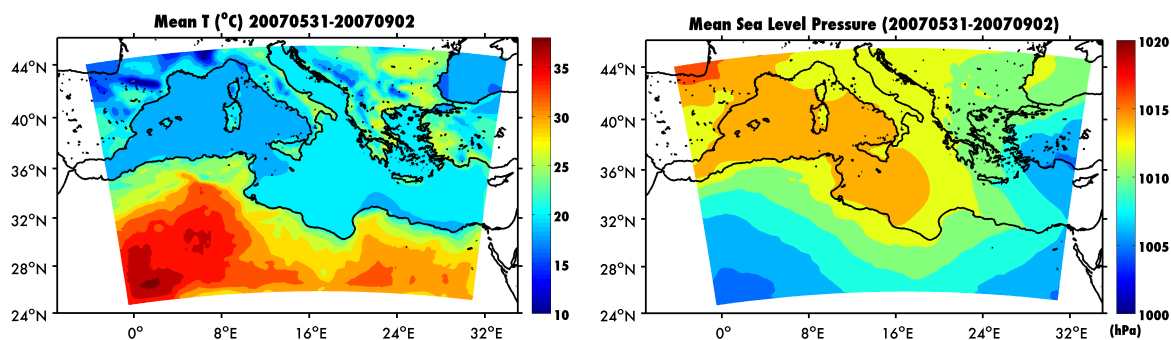 Mean T (°C) 20070531-20070902
44°N
40°N
36°N
32°N
28°N
24°N
0°
8°E
16°E
24°E
32°E
35
30
25
20
15
10
Mean Sea Level Pressure (20070531-20070902)
44°N
40°N
36°N
32°N
28°N
24°N
0°
8°E
16°E
24°E
32°E
1020
1015
1010
1005
1000
(hPa)